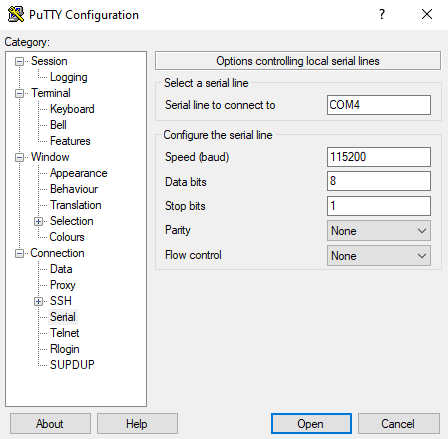 PuTTY Configuration
?
Category:
Session
Logging
Terminal
Keyboard
Bell
Features
Window
Appearance
Behaviour
Translation
Selection
Colours
Connection
Data
Proxy
SSH
Serial
Telnet
Rlogin
SUPDUP
Options controlling local serial lines
Select a serial line
Serial line to connect to COM4
Configure the serial line
Speed (baud) 115200
Data bits 8
Stop bits 1
Parity None
Flow control None
About Help Open Cancel